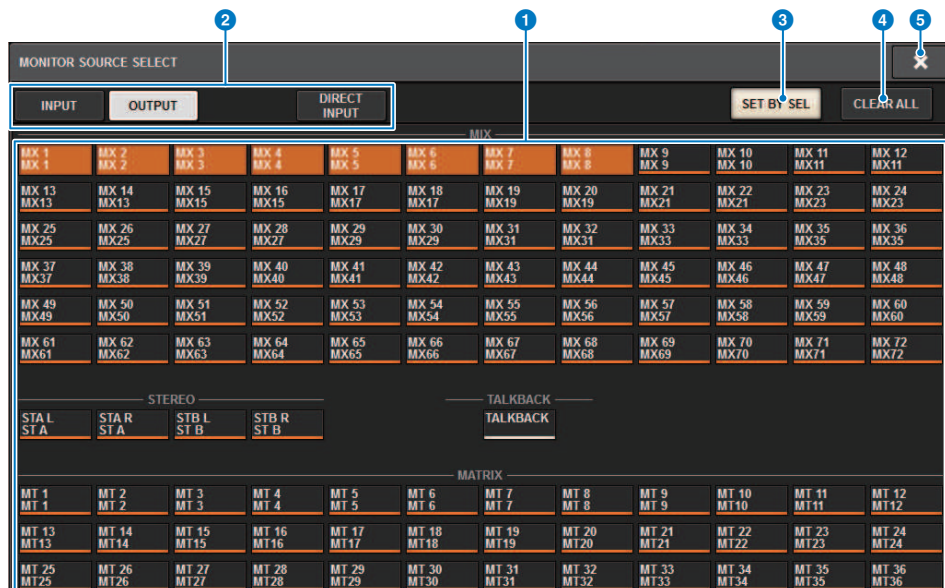 2 1 3 4 5
MONITOR SOURCE SELECT ×
INPUT OUTPUT DIRECT INPUT SET BY SEL CLEAR ALL
MIX
MX 1 MX 2 MX 3 MX 4 MX 5 MX 6 MX 7 MX 8 MX 9 MX 10 MX 11 MX 12
MX 1 MX 2 MX 3 MX 4 MX 5 MX 6 MX 7 MX 8 MX 9 MX 10 MX11 MX11
MX 13 MX 14 MX 15 MX 16 MX 17 MX 18 MX 19 MX 20 MX 21 MX 22 MX 23 MX 24
MX13 MX13 MX15 MX15 MX17 MX17 MX19 MX19 MX21 MX21 MX23 MX23
MX 25 MX 26 MX 27 MX 28 MX 29 MX 30 MX 31 MX 32 MX 33 MX 34 MX 35 MX 36
MX25 MX25 MX27 MX27 MX29 MX29 MX31 MX31 MX33 MX33 MX35 MX35
MX 37 MX 38 MX 39 MX 40 MX 41 MX 42 MX 43 MX 44 MX 45 MX 46 MX 47 MX 48
MX37 MX38 MX39 MX40 MX41 MX42 MX43 MX44 MX45 MX46 MX47 MX48
MX 49 MX 50 MX 51 MX 52 MX 53 MX 54 MX 55 MX 56 MX 57 MX 58 MX 59 MX 60
MX49 MX50 MX51 MX52 MX53 MX54 MX55 MX56 MX57 MX58 MX59 MX60
MX 61 MX 62 MX 63 MX 64 MX 65 MX 66 MX 67 MX 68 MX 69 MX 70 MX 71 MX 72
MX61 MX62 MX63 MX64 MX65 MX66 MX67 MX68 MX69 MX70 MX71 MX72
STEREO TALKBACK
STA L STA R STB L STB R TALKBACK
ST A ST A ST B ST B
MATRIX
MT 1 MT 2 MT 3 MT 4 MT 5 MT 6 MT 7 MT 8 MT 9 MT 10 MT 11 MT 12
MT 1 MT 2 MT 3 MT 4 MT 5 MT 6 MT 7 MT 8 MT 9 MT10 MT11 MT12
MT 13 MT 14 MT 15 MT 16 MT 17 MT 18 MT 19 MT 20 MT 21 MT 22 MT 23 MT 24
MT13 MT14 MT15 MT16 MT17 MT18 MT19 MT20 MT21 MT22 MT23 MT24
MT 25 MT 26 MT 27 MT 28 MT 29 MT 30 MT 31 MT 32 MT 33 MT 34 MT 35 MT 36
MT25 MT26 MT27 MT28 MT29 MT30 MT31 MT32 MT33 MT34 MT35 MT36